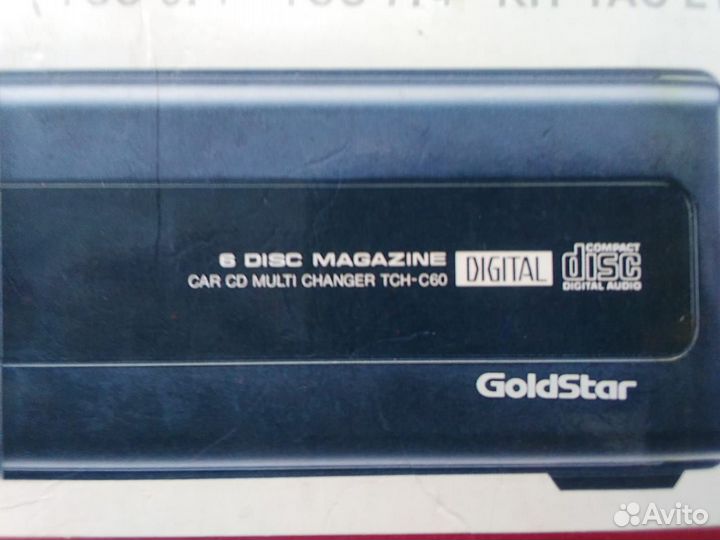 6 DISC MAGAZINE
CAR CD MULTI CHANGER TCH-C60
DIGITAL
COMPACT
disc
DIGITAL AUDIO
GoldStar
Avito